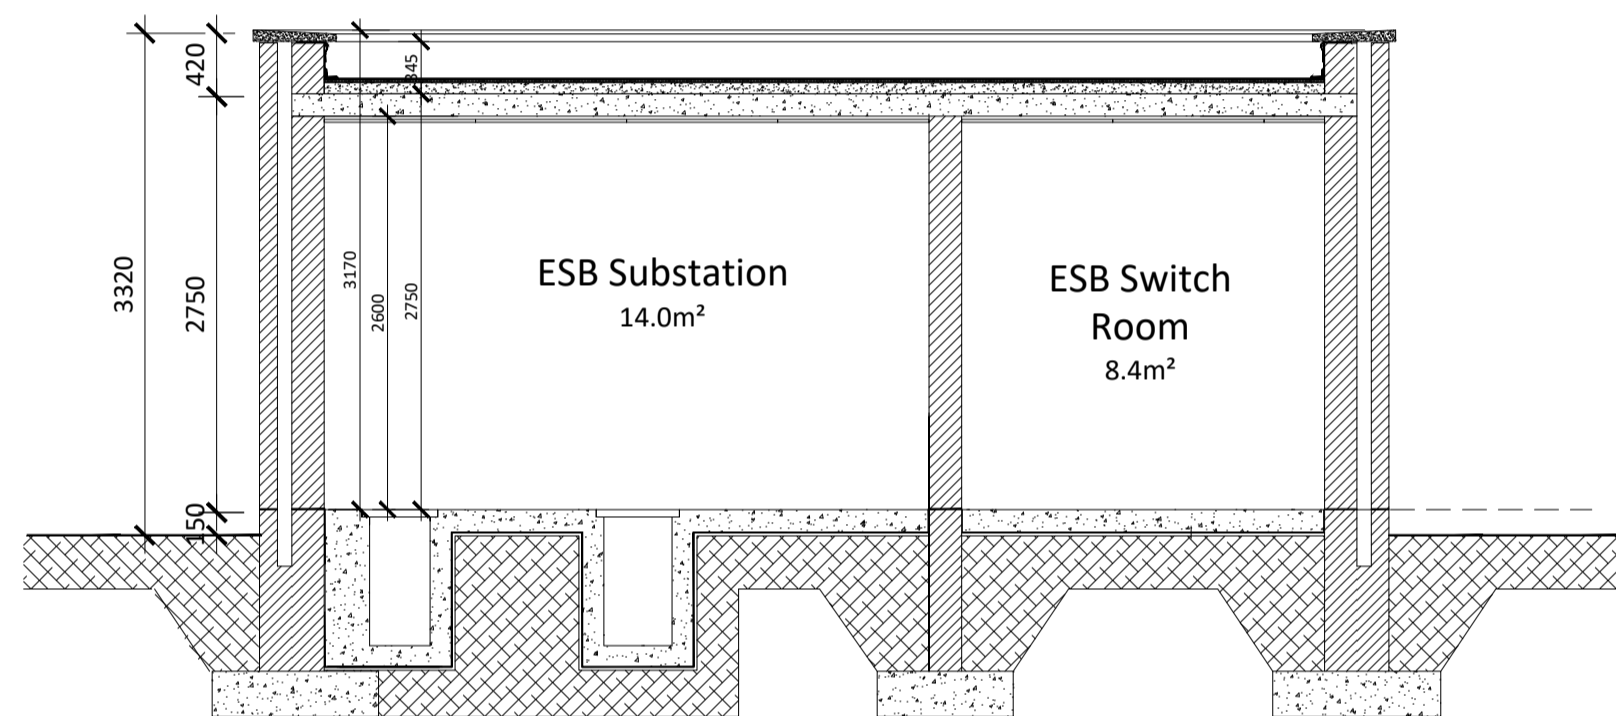 420
345
3320
2750
3170
2600
2750
150
ESB Substation
14.0m²
ESB Switch
Room
8.4m²